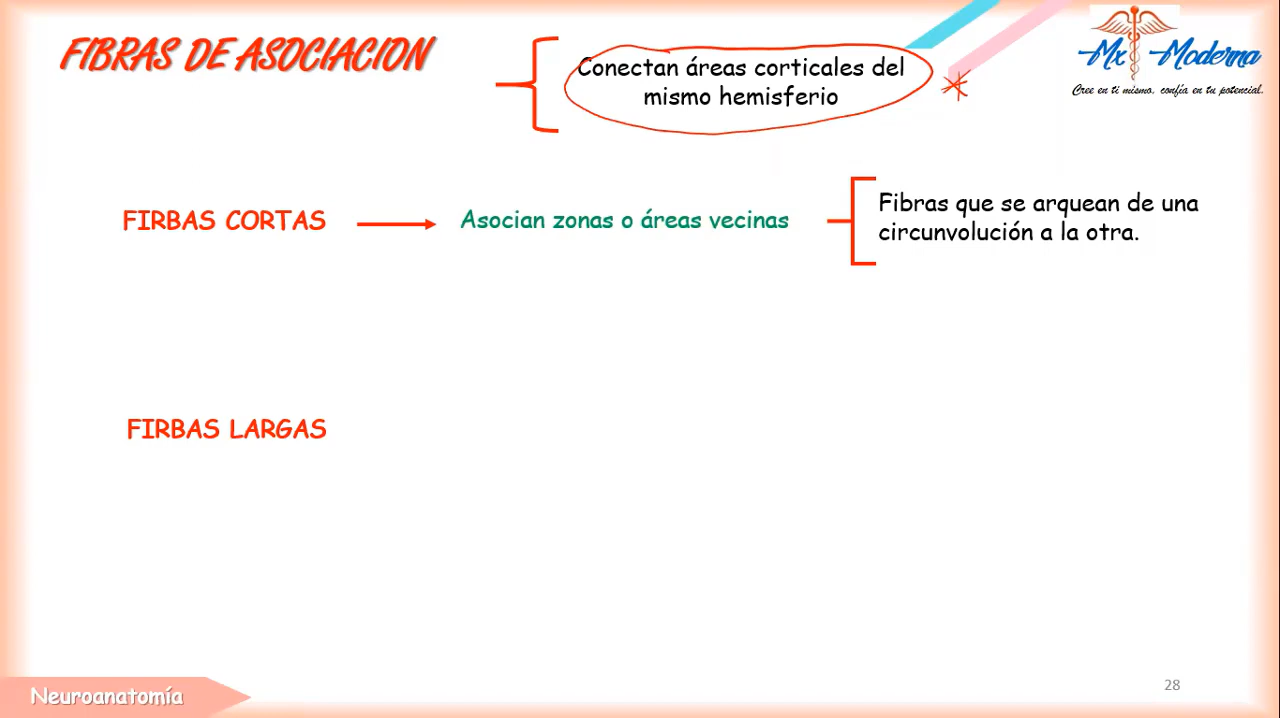 FIBRAS DE ASOCIACION
Conectan áreas corticales del
mismo hemisferio
Mx Moderna
Cree en ti mismo, confía en tu potencial.
FIRBAS CORTAS
Asocian zonas o áreas vecinas
Fibras que se arquean de una
circunvolución a la otra.
FIRBAS LARGAS
Neuroanatomía
28